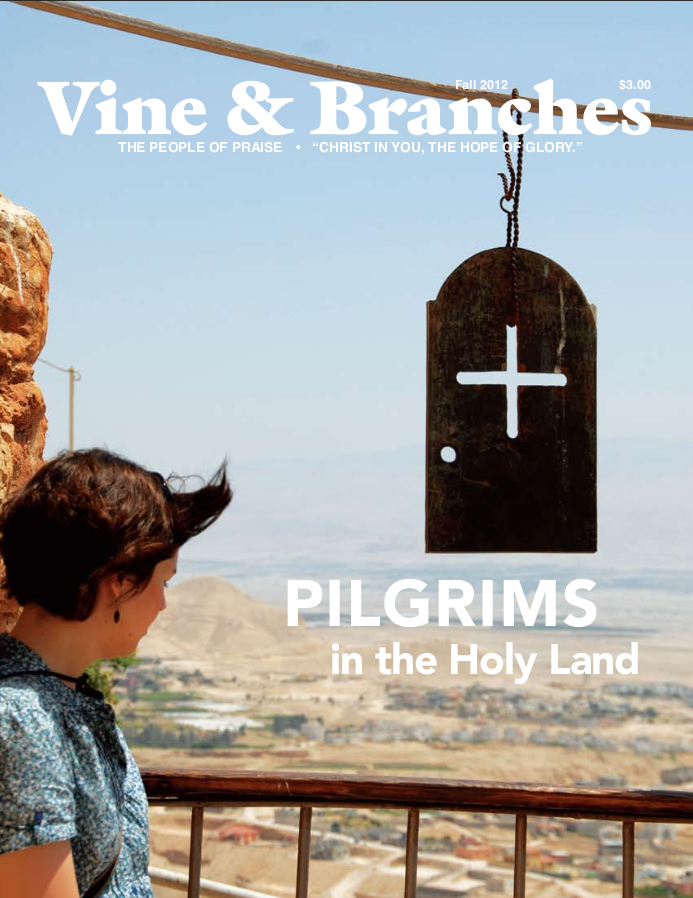 Fall 2012 $3.00
Vine & Branches
THE PEOPLE OF PRAISE • “CHRIST IN YOU, THE HOPE OF GLORY.”
PILGRIMS
in the Holy Land